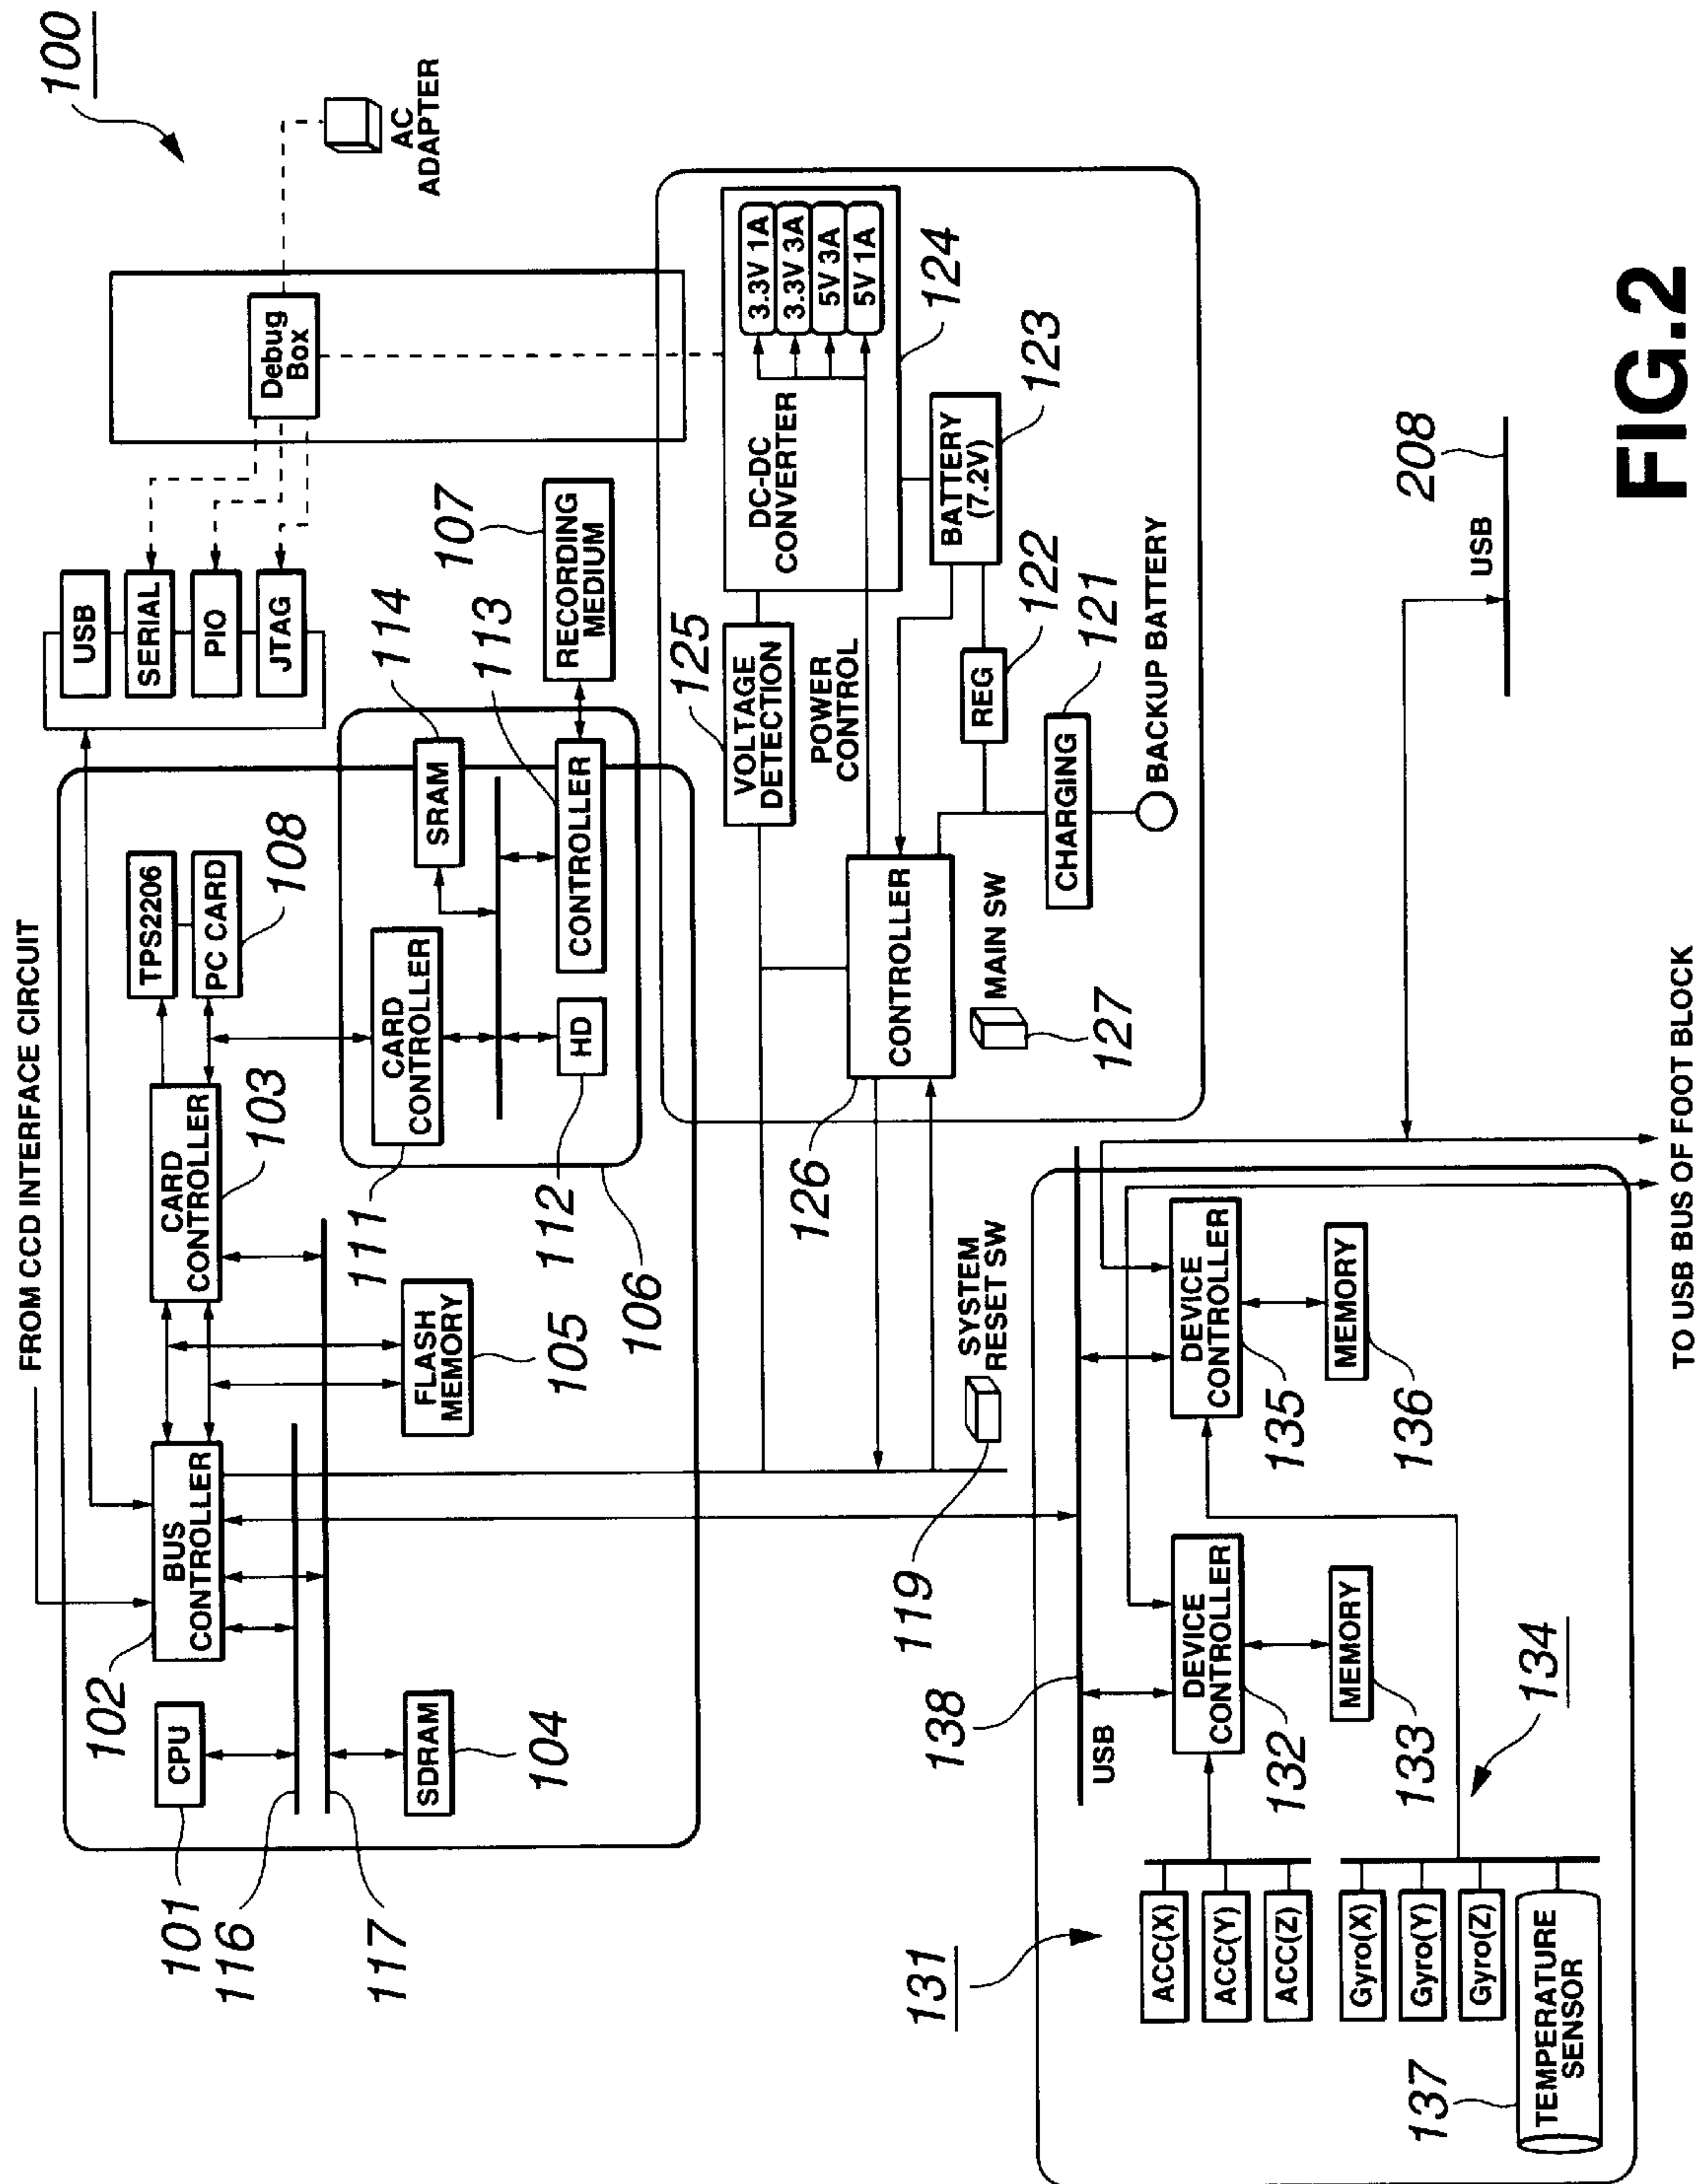 FIG.2
100
FROM CCD INTERFACE CIRCUIT
101
CPU
102
BUS
CONTROLLER
103
CARD
CONTROLLER
TPS2206
PC CARD
108
USB
SERIAL
PIO
JTAG
Debug
Box
AC
ADAPTER
116
117
SDRAM
104
FLASH
MEMORY
105
106
111
CARD
CONTROLLER
112
HD
SRAM
114
CONTROLLER
113
RECORDING
MEDIUM
107
119
SYSTEM
RESET SW
126
CONTROLLER
127
MAIN SW
VOLTAGE
DETECTION
125
POWER
CONTROL
DC-DC
CONVERTER
3.3V 1A
3.3V 3A
5V 3A
5V 1A
124
BATTERY
(7.2V)
123
REG
122
CHARGING
121
BACKUP BATTERY
131
ACC(X)
ACC(Y)
ACC(Z)
Gyro(X)
Gyro(Y)
Gyro(Z)
TEMPERATURE
SENSOR
137
138
USB
DEVICE
CONTROLLER
132
MEMORY
133
134
DEVICE
CONTROLLER
135
MEMORY
136
USB
208
TO USB BUS OF FOOT BLOCK